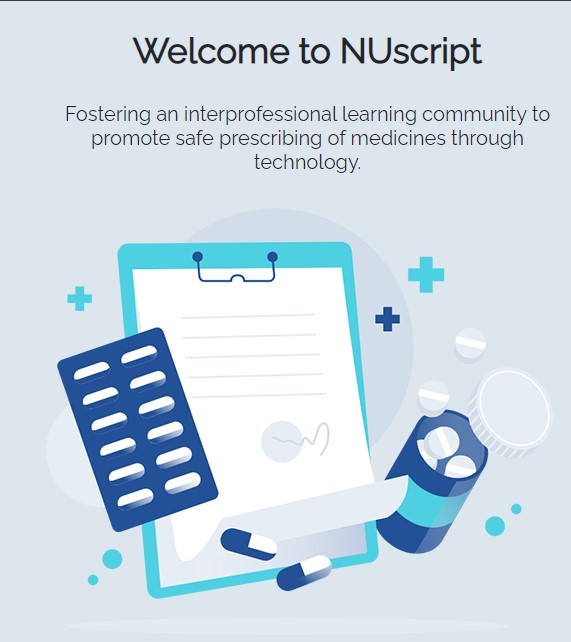 Welcome to NUscript
Fostering an interprofessional learning community to
promote safe prescribing of medicines through
technology.